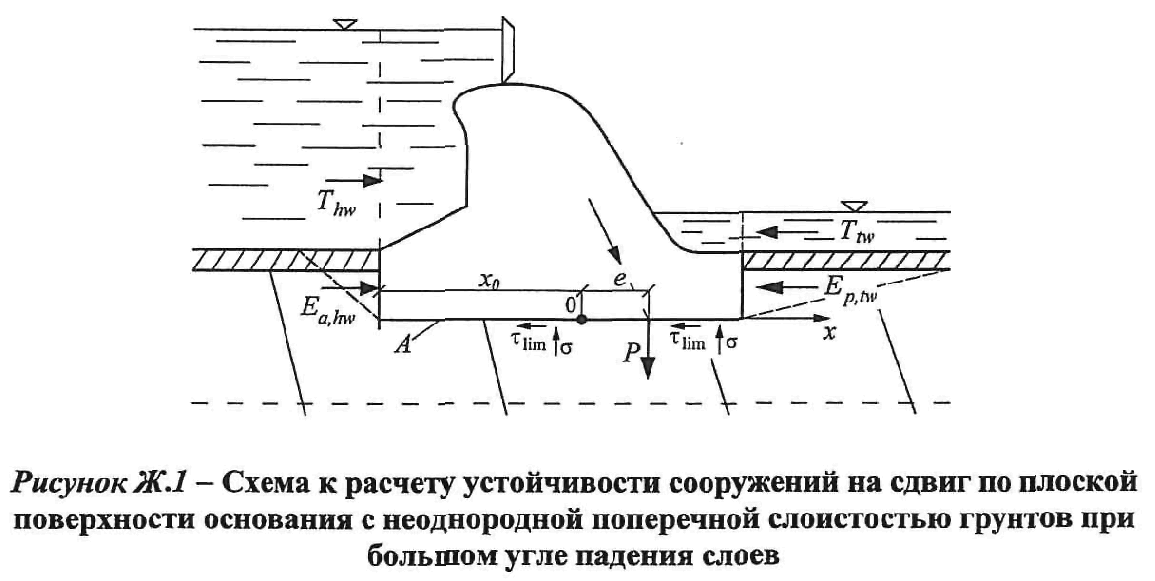 T_hw
T_tw
x_0
e
E_a,hw
0
E_p,tw
A
τ_lim
σ
P
τ_lim
σ
x
Рисунок Ж.1 – Схема к расчету устойчивости сооружений на сдвиг по плоской
поверхности основания с неоднородной поперечной слоистостью грунтов при
большом угле падения слоев